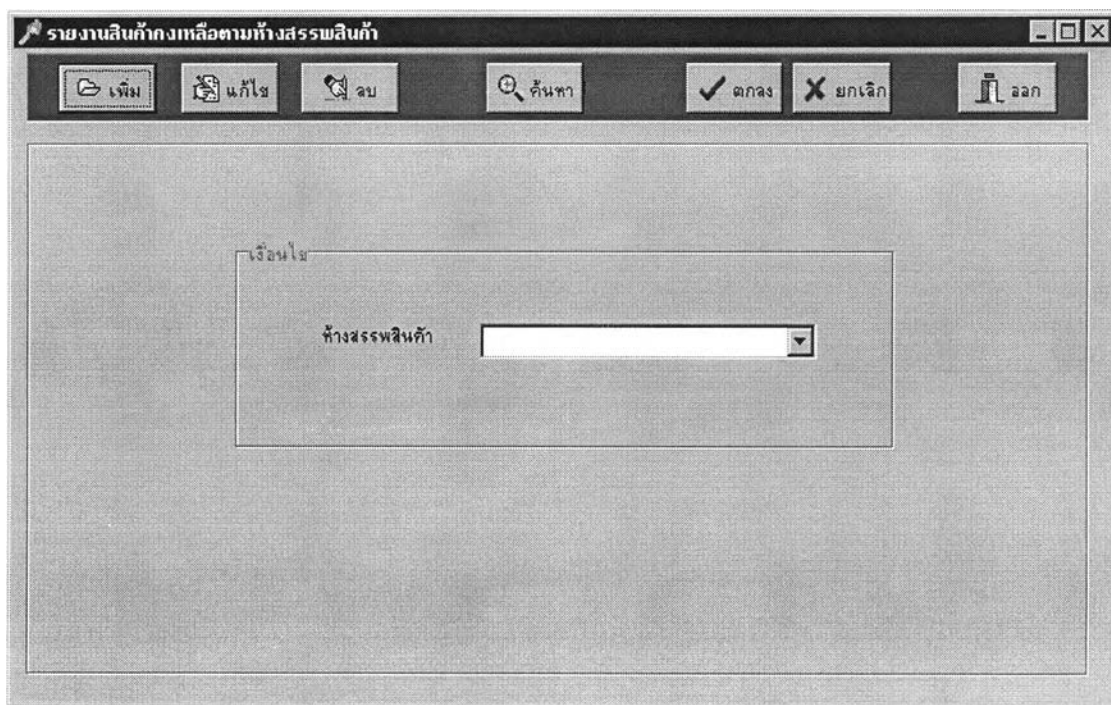 รายงานสินค้าคงเหลือตามห้างสรรพสินค้า
เพิ่ม แก้ไข ลบ ค้นหา ตกลง ยกเลิก ออก
เงื่อนไข
ห้างสรรพสินค้า